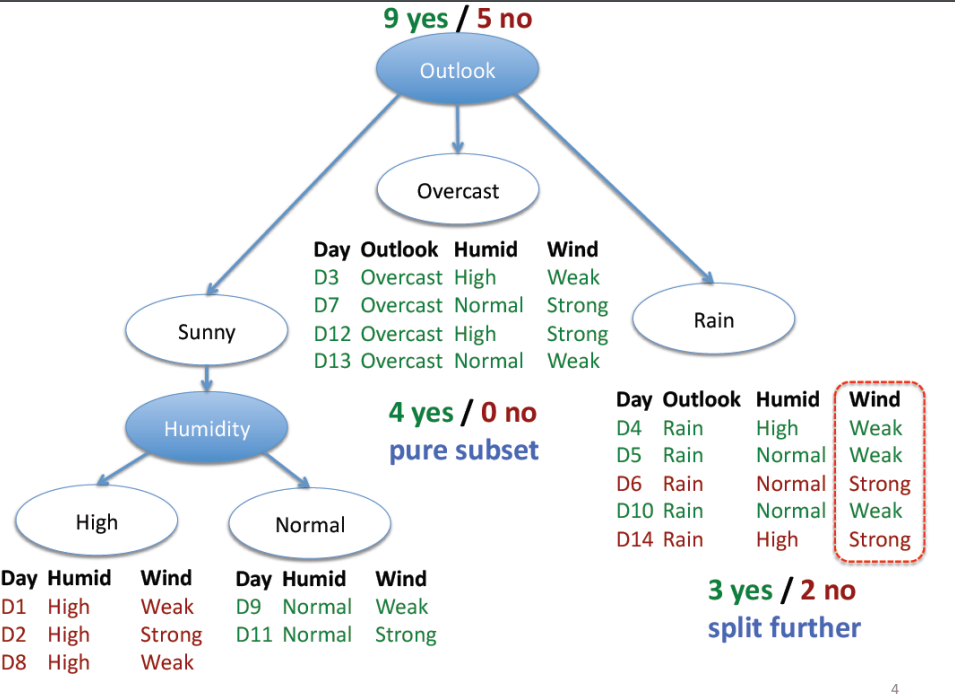 9 yes / 5 no
Outlook
Overcast
Day Outlook Humid Wind
D3 Overcast High Weak
D7 Overcast Normal Strong
D12 Overcast High Strong
D13 Overcast Normal Weak
4 yes / 0 no
pure subset
Sunny
Humidity
High
Day Humid Wind
D1 High Weak
D2 High Strong
D8 High Weak
Normal
Day Humid Wind
D9 Normal Weak
D11 Normal Strong
Rain
Day Outlook Humid Wind
D4 Rain High Weak
D5 Rain Normal Weak
D6 Rain Normal Strong
D10 Rain Normal Weak
D14 Rain High Strong
3 yes / 2 no
split further
4